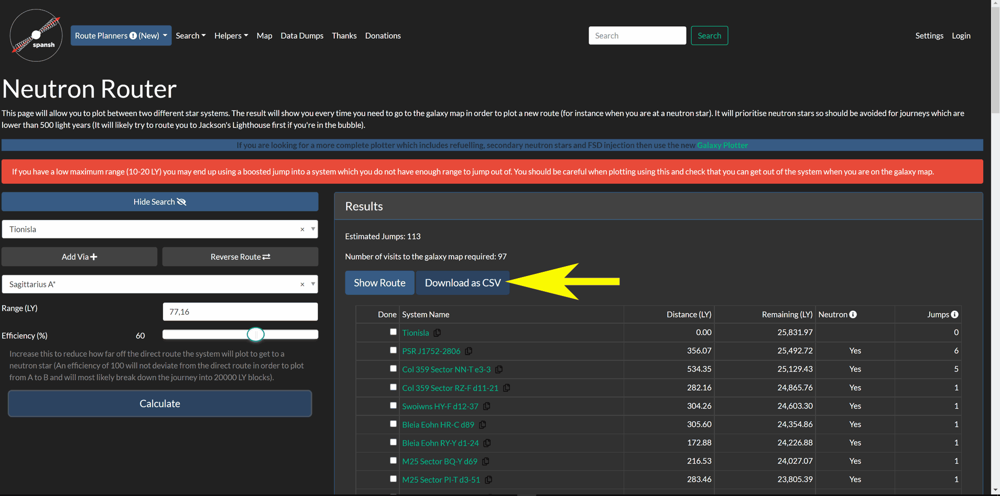 spansh
Route Planners (New) Search Helpers Map Data Dumps Thanks Donations Search Search Settings Login
Neutron Router
This page will allow you to plot between two different star systems. The result will show you every time you need to go to the galaxy map in order to plot a new route (for instance when you are at a neutron star). It will prioritise neutron stars so should be avoided for journeys which are
lower than 500 light years (It will likely try to route you to Jackson's Lighthouse first if you're in the bubble).
If you are looking for a more complete plotter which includes refuelling, secondary neutron stars and FSD injection then use the new Galaxy Plotter
If you have a low maximum range (10-20 LY) you may end up using a boosted jump into a system which you do not have enough range to jump out of. You should be careful when plotting using this and check that you can get out of the system when you are on the galaxy map.
Hide Search
Tionisla ×
Add Via
Reverse Route
Sagittarius A* ×
Range (LY) 77,16
Efficiency (%) 60
Increase this to reduce how far off the direct route the system will plot to get to a
neutron star (An efficiency of 100 will not deviate from the direct route in order to plot
from A to B and will most likely break down the journey into 20000 LY blocks).
Calculate
Results
Estimated Jumps: 113
Number of visits to the galaxy map required: 97
Show Route Download as CSV
Done System Name Distance (LY) Remaining (LY) Neutron Jumps
Tionisla 0.00 25,831.97 0
PSR J1752-2806 356.07 25,492.72 Yes 6
Col 359 Sector NN-T e3-3 534.35 25,129.43 Yes 5
Col 359 Sector RZ-F d11-21 282.16 24,865.76 Yes 1
Swoiwns HY-F d12-37 304.26 24,603.30 Yes 1
Bleia Eohn HR-C d89 305.60 24,354.86 Yes 1
Bleia Eohn RY-Y d1-24 172.88 24,226.88 Yes 1
M25 Sector BQ-Y d69 216.53 24,027.07 Yes 1
M25 Sector PI-T d3-51 283.46 23,805.39 Yes 1